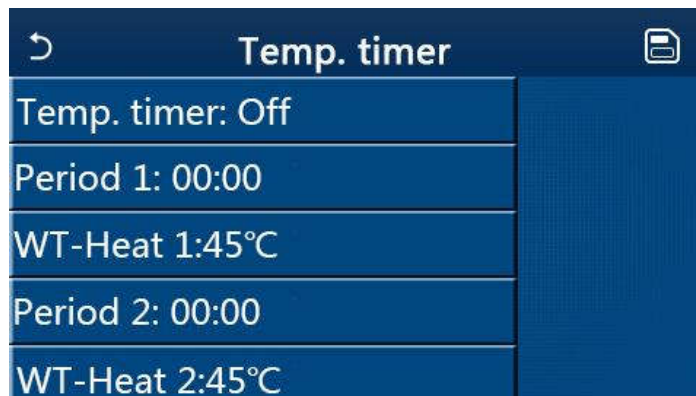 Temp. timer
Temp. timer: Off
Period 1: 00:00
WT-Heat 1:45℃
Period 2: 00:00
WT-Heat 2:45℃